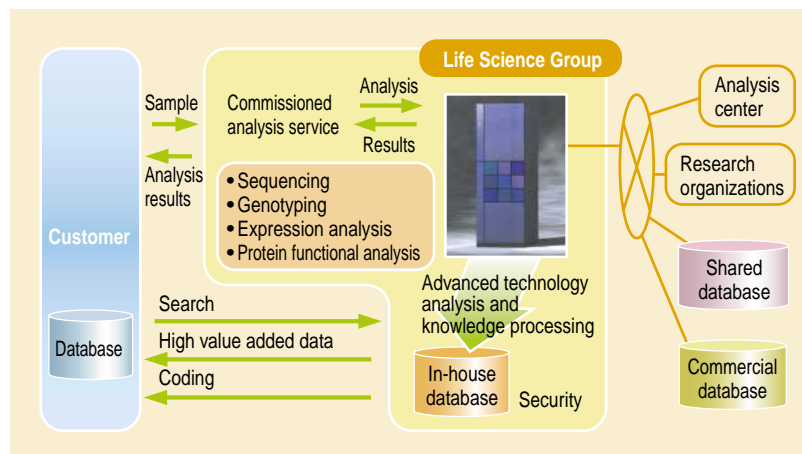 Life Science Group
Customer
Sample
Analysis
results
Commissioned
analysis service
Analysis
Results
• Sequencing
• Genotyping
• Expression analysis
• Protein functional analysis
Analysis
center
Research
organizations
Shared
database
Commercial
database
Advanced technology
analysis and
knowledge processing
Database
Search
High value added data
Coding
In-house
database
Security